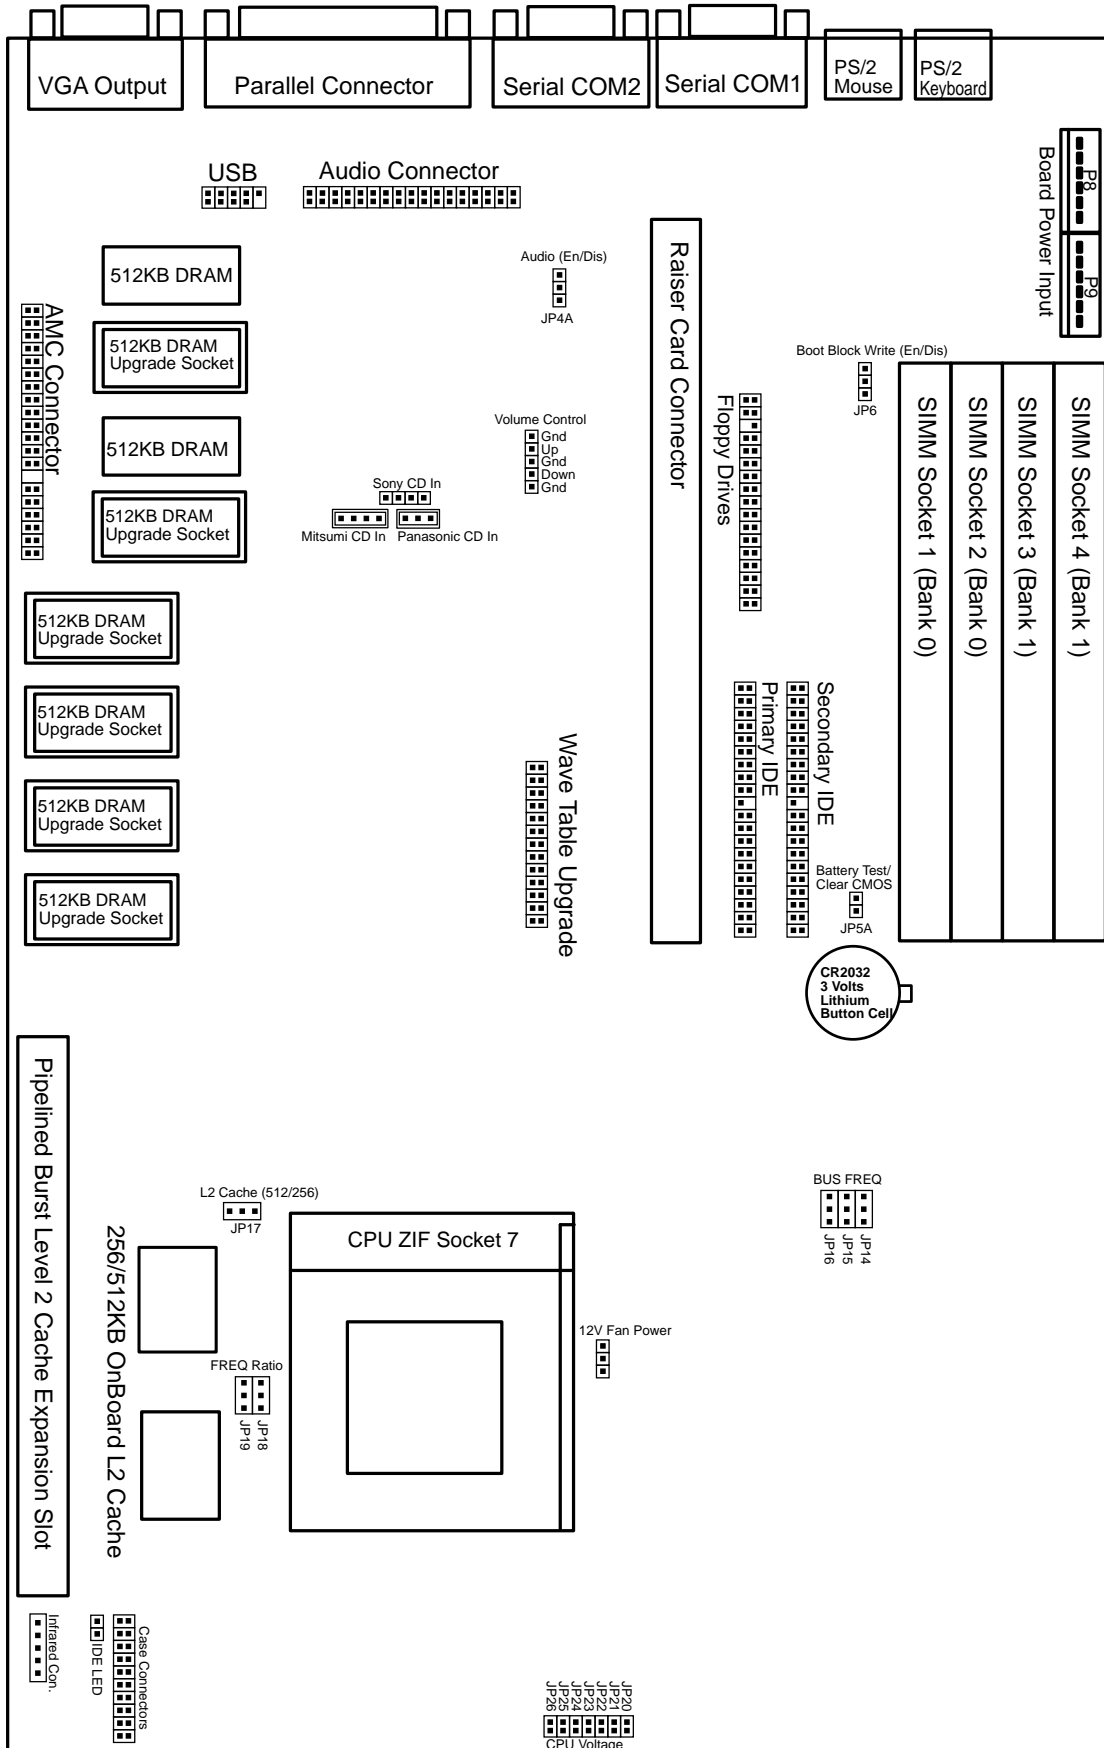 VGA Output
Parallel Connector
Serial COM2
Serial COM1
PS/2
Mouse
PS/2
Keyboard
USB
Audio Connector
Board Power Input
P8
P9
512KB DRAM
Audio (En/Dis)
JP4A
Raiser Card Connector
AMC Connector
512KB DRAM
Upgrade Socket
Boot Block Write (En/Dis)
JP6
SIMM Socket 1 (Bank 0)
SIMM Socket 2 (Bank 0)
SIMM Socket 3 (Bank 1)
SIMM Socket 4 (Bank 1)
Floppy Drives
512KB DRAM
Volume Control
Gnd
Up
Gnd
Down
Gnd
Sony CD In
Mitsumi CD In
Panasonic CD In
512KB DRAM
Upgrade Socket
512KB DRAM
Upgrade Socket
512KB DRAM
Upgrade Socket
512KB DRAM
Upgrade Socket
512KB DRAM
Upgrade Socket
Wave Table Upgrade
Primary IDE
Secondary IDE
Battery Test/
Clear CMOS
JP5A
CR2032
3 Volts
Lithium
Button Cell
Pipelined Burst Level 2 Cache Expansion Slot
256/512KB OnBoard L2 Cache
L2 Cache (512/256)
JP17
CPU ZIF Socket 7
BUS FREQ
JP16
JP15
JP14
12V Fan Power
FREQ Ratio
JP19
JP18
Infrared Con.
IDE LED
Case Connectors
JP26
JP25
JP24
JP23
JP22
JP21
JP20
CPU Voltage